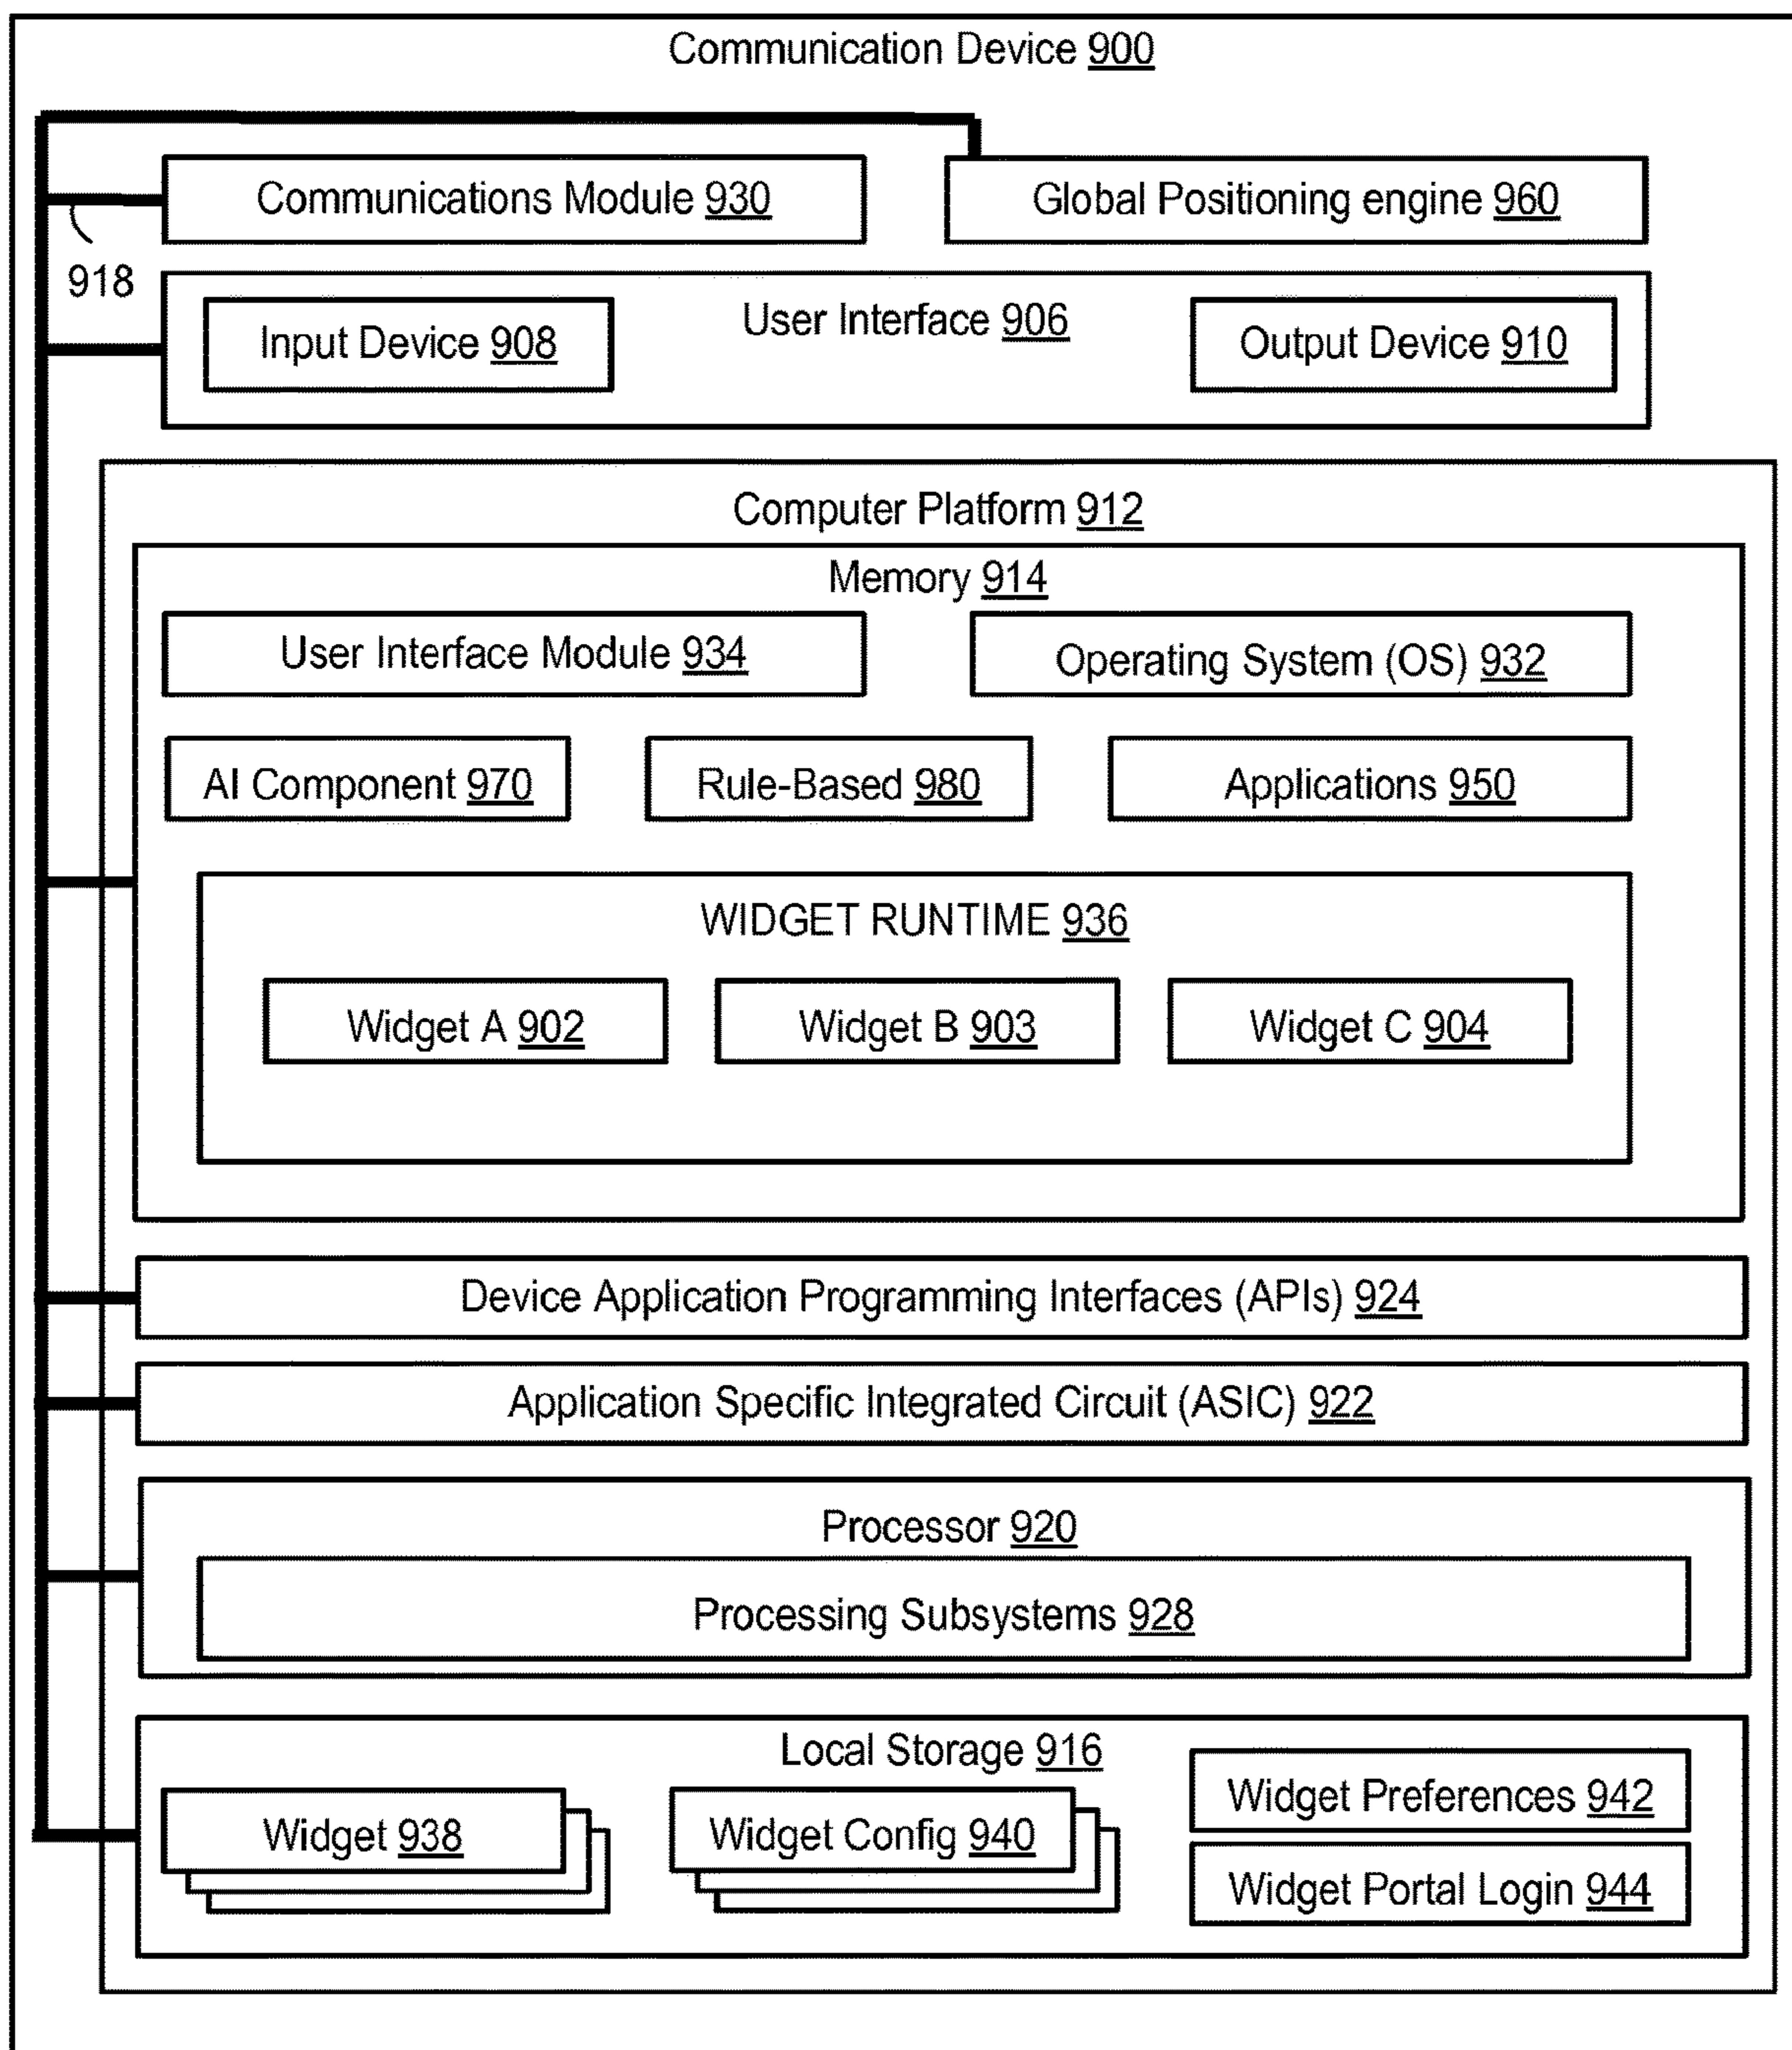 Communication Device 900
Communications Module 930
Global Positioning engine 960
918
Input Device 908
User Interface 906
Output Device 910
Computer Platform 912
Memory 914
User Interface Module 934
Operating System (OS) 932
AI Component 970
Rule-Based 980
Applications 950
WIDGET RUNTIME 936
Widget A 902
Widget B 903
Widget C 904
Device Application Programming Interfaces (APIs) 924
Application Specific Integrated Circuit (ASIC) 922
Processor 920
Processing Subsystems 928
Local Storage 916
Widget 938
Widget Config 940
Widget Preferences 942
Widget Portal Login 944